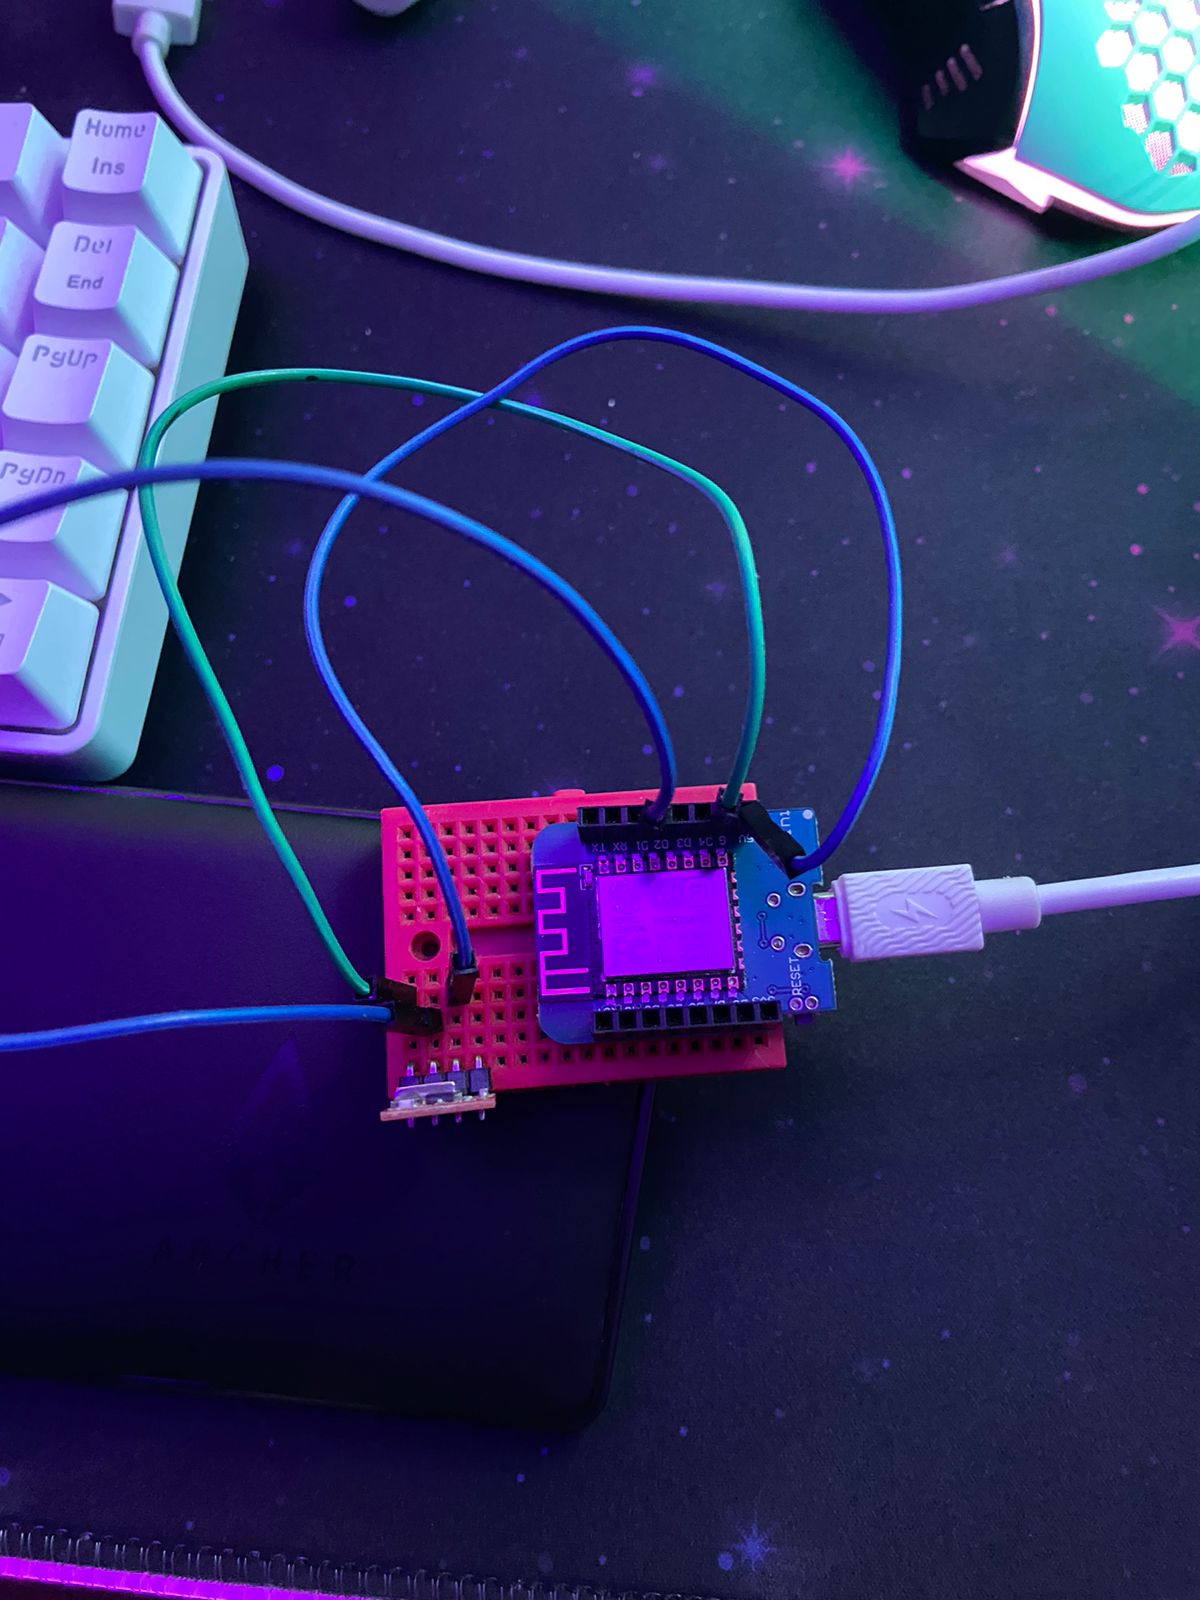 Home
Ins
Del
End
PgUp
PgDn
TX RX D1 D2 D3 D4 G 5V
RESET
ARCHER